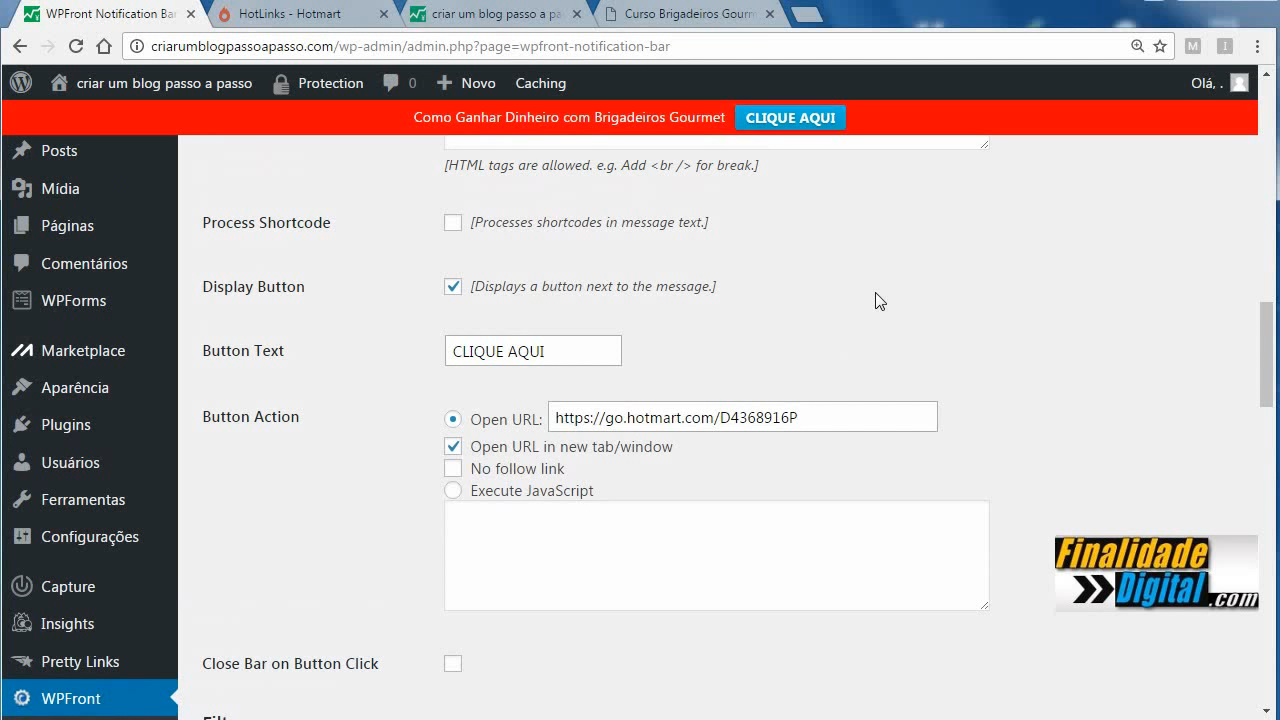 WPFront Notification Bar
HotLinks - Hotmart
criar um blog passo a pa
Curso Brigadeiros Gourm
criarumblogpassoapasso.com/wp-admin/admin.php?page=wpfront-notification-bar
M
I
criar um blog passo a passo
Protection
0
Novo
Caching
Olá, .
Como Ganhar Dinheiro com Brigadeiros Gourmet CLIQUE AQUI
Posts
Mídia
Páginas
Comentários
WPForms
Marketplace
Aparência
Plugins
Usuários
Ferramentas
Configurações
Capture
Insights
Pretty Links
WPFront
[HTML tags are allowed. e.g. Add <br /> for break.]
Process Shortcode
[Processes shortcodes in message text.]
Display Button
[Displays a button next to the message.]
Button Text
CLIQUE AQUI
Button Action
Open URL: https://go.hotmart.com/D4368916P
Open URL in new tab/window
No follow link
Execute JavaScript
Close Bar on Button Click
Finalidade
Digital.com